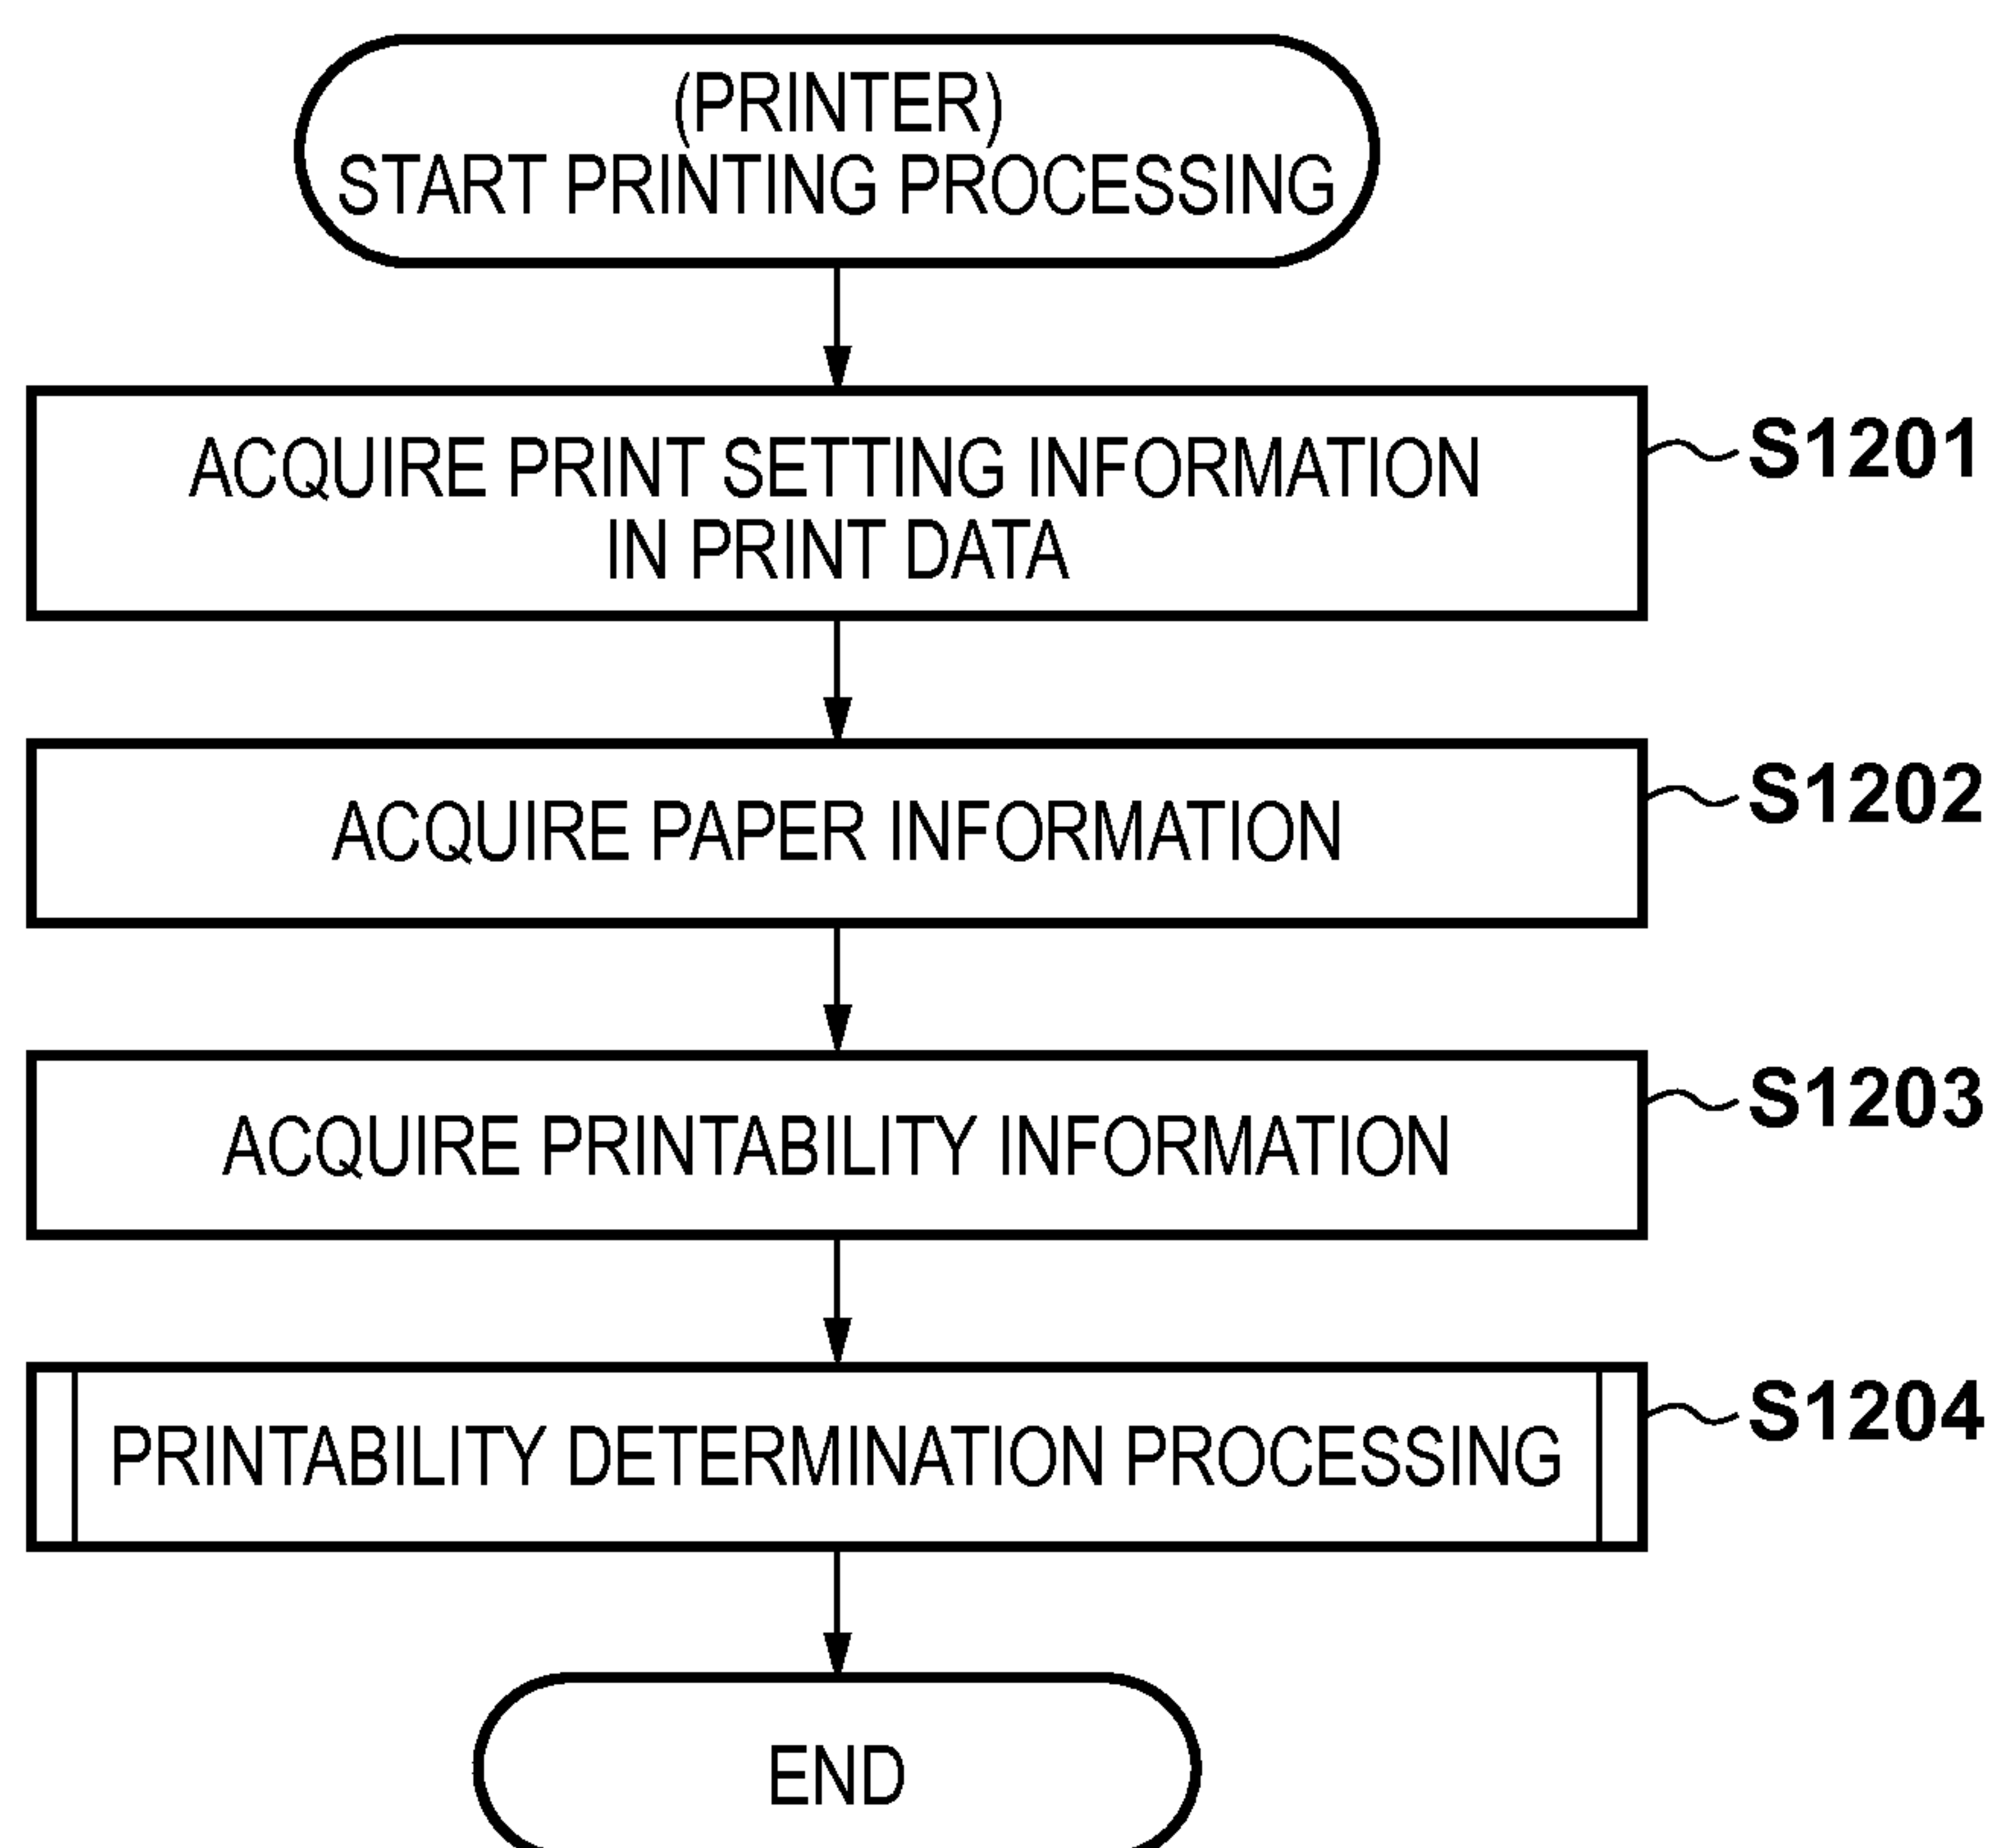 (PRINTER)
START PRINTING PROCESSING
ACQUIRE PRINT SETTING INFORMATION
IN PRINT DATA
S1201
ACQUIRE PAPER INFORMATION
S1202
ACQUIRE PRINTABILITY INFORMATION
S1203
PRINTABILITY DETERMINATION PROCESSING
S1204
END